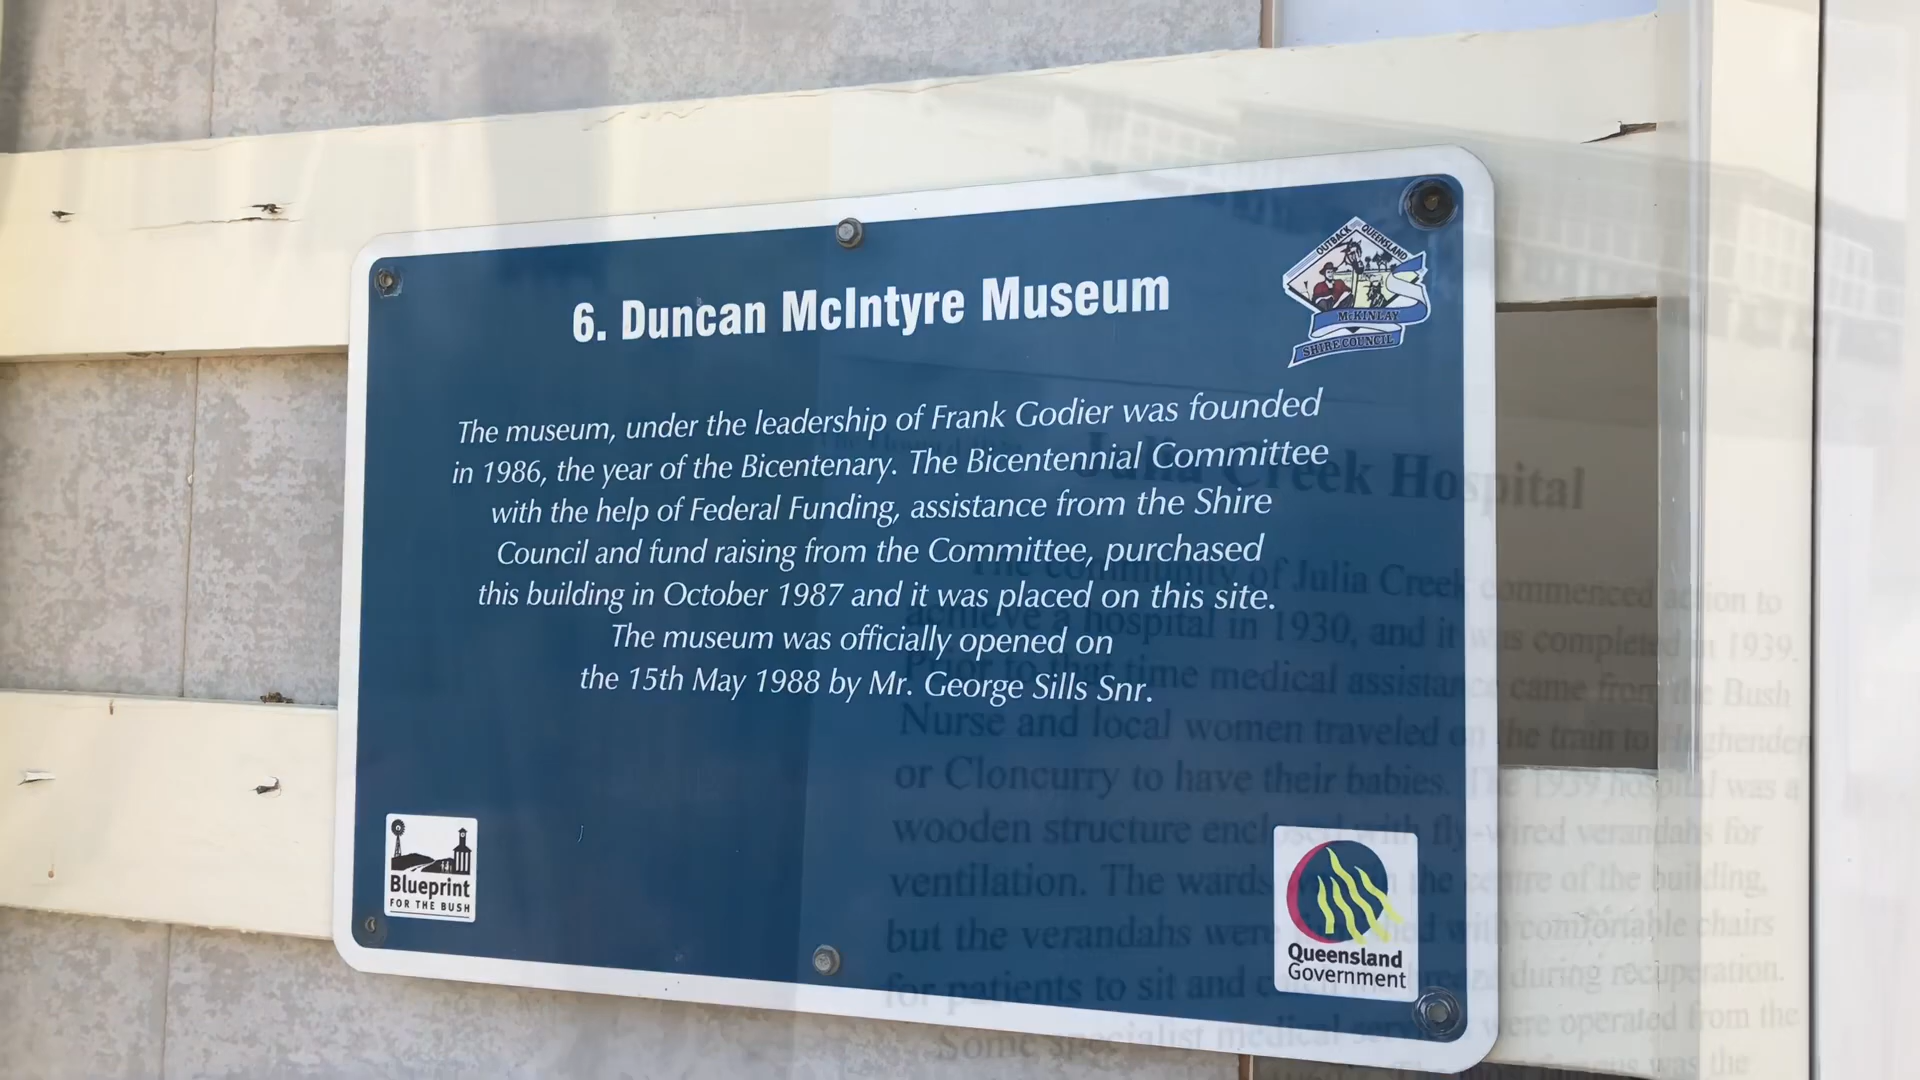 6. Duncan McIntyre Museum
OUTBACK QUEENSLAND
McKINLAY
SHIRE COUNCIL
The museum, under the leadership of Frank Godier was founded
in 1986, the year of the Bicentenary. The Bicentennial Committee
with the help of Federal Funding, assistance from the Shire
Council and fund raising from the Committee, purchased
this building in October 1987 and it was placed on this site.
The museum was officially opened on
the 15th May 1988 by Mr. George Sills Snr.
Blueprint
FOR THE BUSH
Queensland
Government
Julia Creek Hospital
The community of Julia Creek commenced action to
achieve a hospital in 1930, and it was completed in 1939.
Prior to that time medical assistance came from the Bush
Nurse and local women traveled on the train to Hughenden
or Cloncurry to have their babies. The 1939 hospital was a
wooden structure enclosed with fly-wired verandahs for
ventilation. The wards the centre of the building,
but the verandahs were with comfortable chairs
for patients to sit and during recuperation.
Some specialist medical services were operated from the
was the